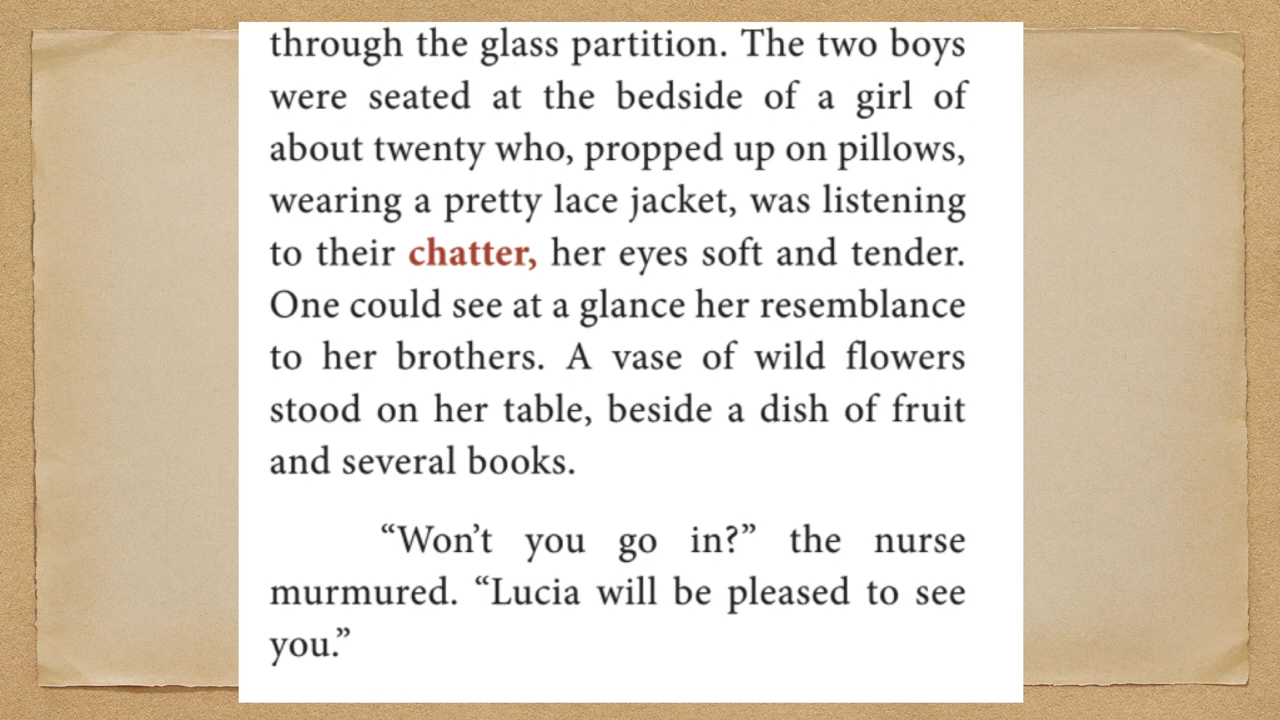 through the glass partition. The two boys
were seated at the bedside of a girl of
about twenty who, propped up on pillows,
wearing a pretty lace jacket, was listening
to their chatter, her eyes soft and tender.
One could see at a glance her resemblance
to her brothers. A vase of wild flowers
stood on her table, beside a dish of fruit
and several books.
“Won’t you go in?” the nurse
murmured. “Lucia will be pleased to see
you.”